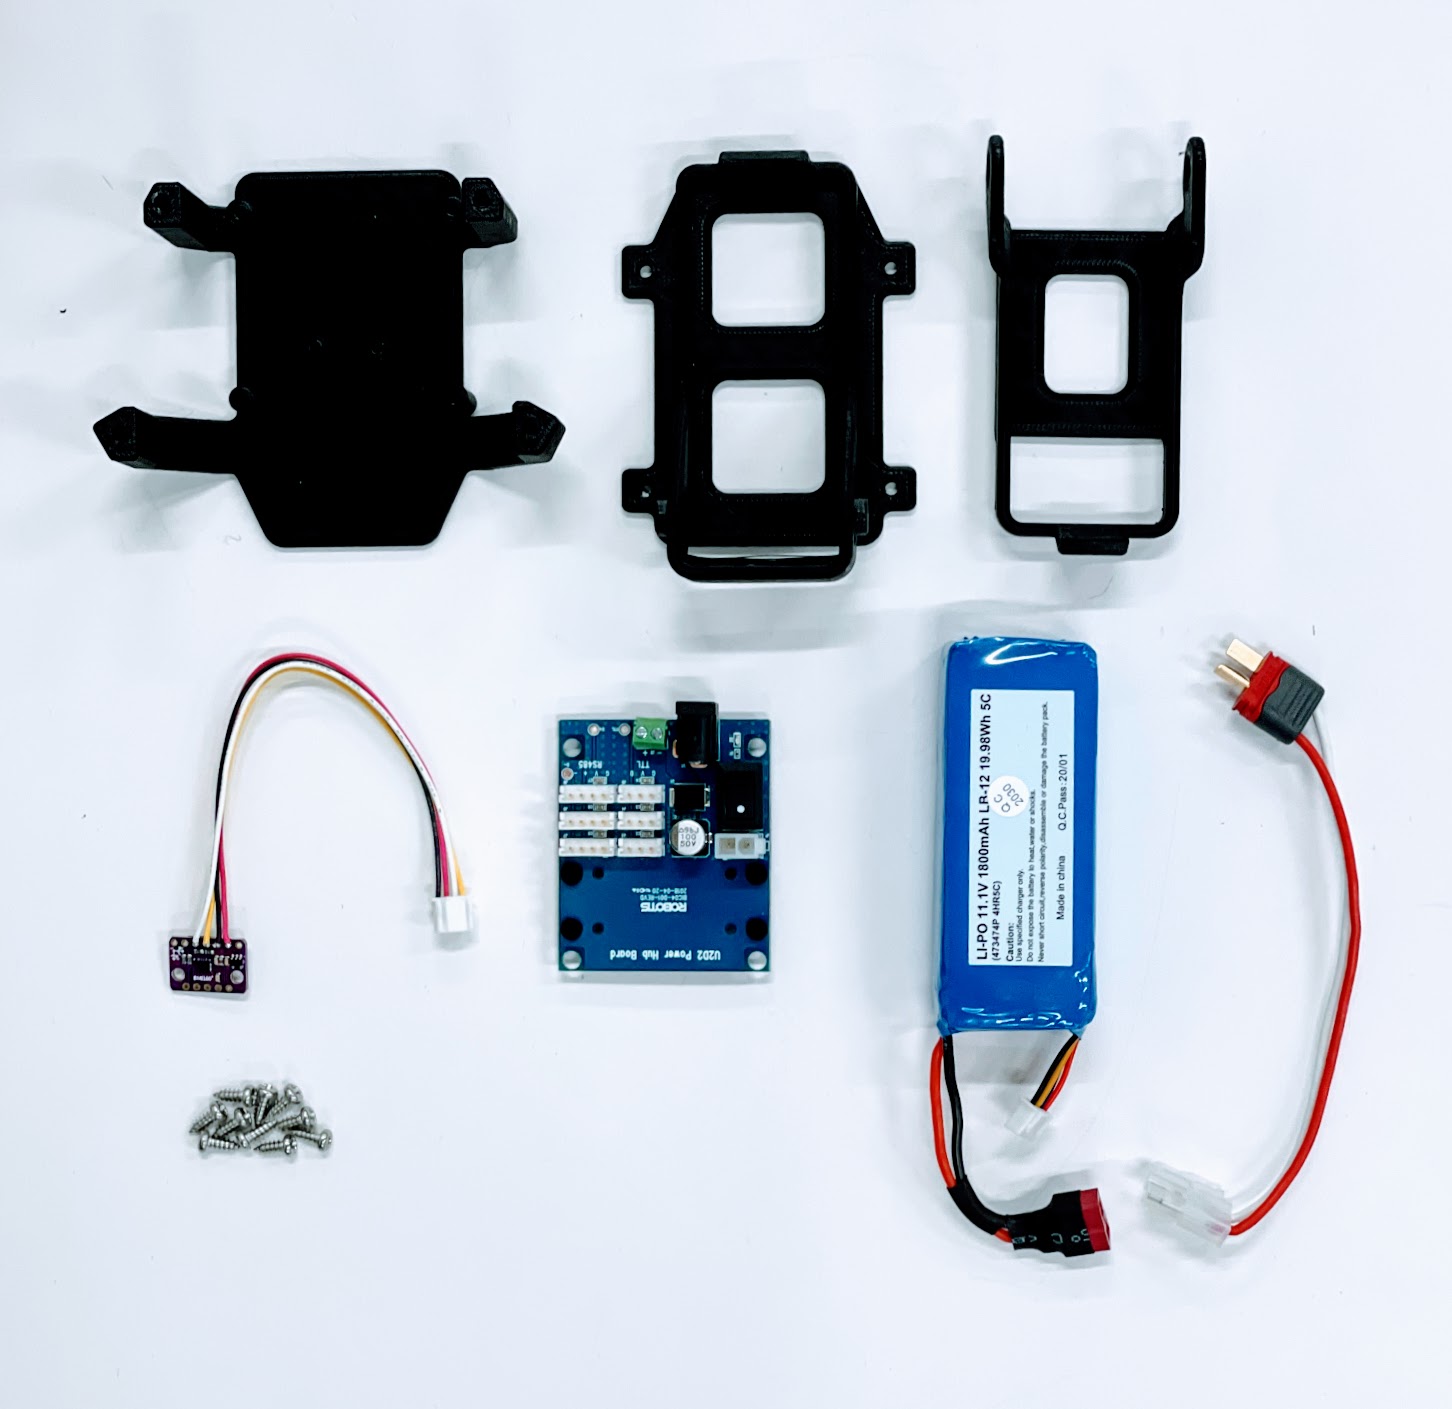 TTL
RS485
ROBOTIS
U2D2 Power Hub Board
LI-PO 11.1V 1800mAh LR-12 19.98Wh 5C
(473474P 4HR5C)
Caution:
Use specified charger only.
Do not expose the battery to heat,water or shocks.
Never short circuit,reverse polarity,disassemble or damage the battery pack.
Made in china Q.C.Pass:20/01
QC
2030